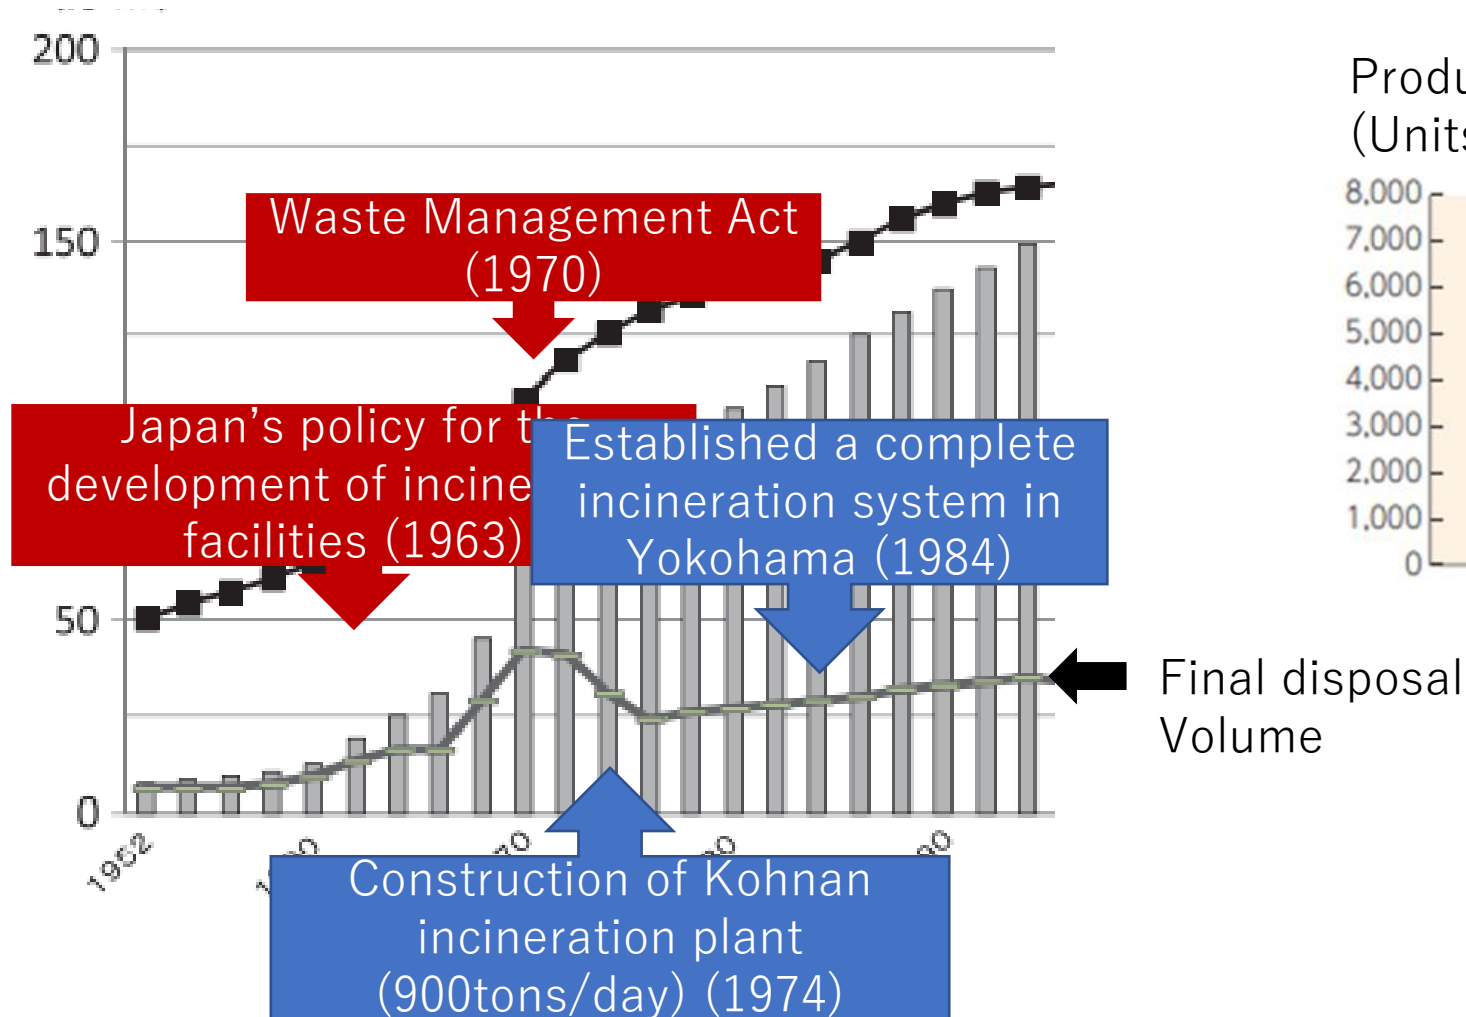 200
150
50
0
Waste Management Act
(1970)
Japan's policy for the
development of incine
facilities (1963)
Established a complete
incineration system in
Yokohama (1984)
1952
70
90
Construction of Kohnan
incineration plant
(900tons/day) (1974)
Produ
(Units
8,000
7,000
6,000
5,000
4,000
3,000
2,000
1,000
0
Final disposal
Volume